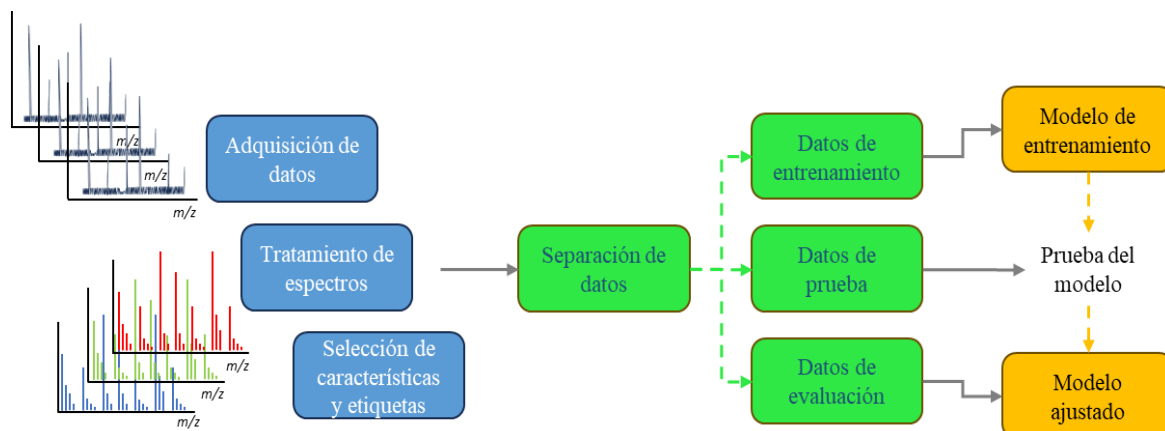 m/z
m/z
m/z
Adquisición de
datos
Tratamiento de
espectros
Selección de
características
y etiquetas
m/z
m/z
m/z
Separación de
datos
Datos de
entrenamiento
Datos de
prueba
Datos de
evaluación
Modelo de
entrenamiento
Prueba del
modelo
Modelo
ajustado